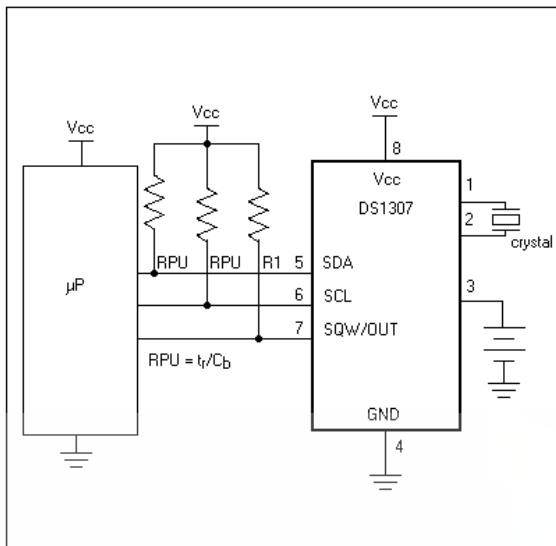 Vcc
Vcc
Vcc
8
Vcc
DS1307
1
2
crystal
RPU
RPU
R1
5
SDA
3
µP
6
SCL
7
SQW/OUT
RPU = tr/Cb
GND
4